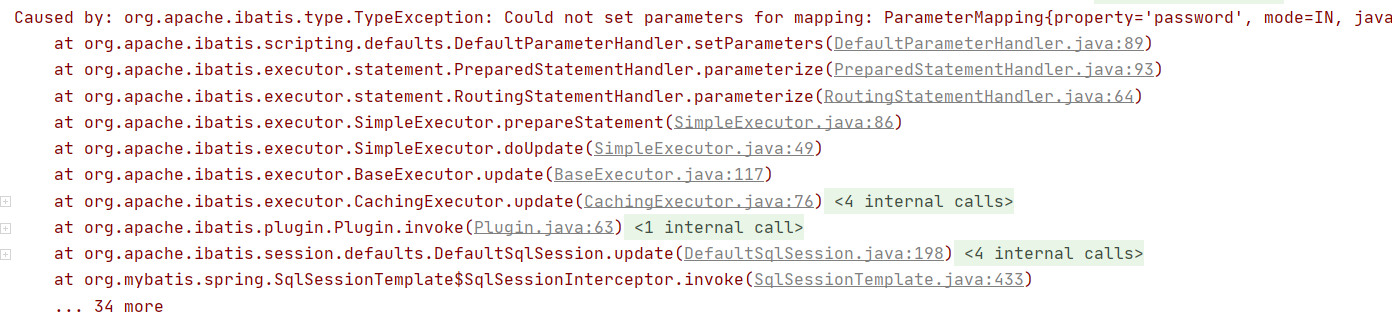 Caused by: org.apache.ibatis.type.TypeException: Could not set parameters for mapping: ParameterMapping{property='password', mode=IN, java
at org.apache.ibatis.scripting.defaults.DefaultParameterHandler.setParameters(DefaultParameterHandler.java:89)
at org.apache.ibatis.executor.statement.PreparedStatementHandler.parameterize(PreparedStatementHandler.java:93)
at org.apache.ibatis.executor.statement.RoutingStatementHandler.parameterize(RoutingStatementHandler.java:64)
at org.apache.ibatis.executor.SimpleExecutor.prepareStatement(SimpleExecutor.java:86)
at org.apache.ibatis.executor.SimpleExecutor.doUpdate(SimpleExecutor.java:49)
at org.apache.ibatis.executor.BaseExecutor.update(BaseExecutor.java:117)
at org.apache.ibatis.executor.CachingExecutor.update(CachingExecutor.java:76) <4 internal calls>
at org.apache.ibatis.plugin.Plugin.invoke(Plugin.java:63) <1 internal call>
at org.apache.ibatis.session.defaults.DefaultSqlSession.update(DefaultSqlSession.java:198) <4 internal calls>
at org.mybatis.spring.SqlSessionTemplate$SqlSessionInterceptor.invoke(SqlSessionTemplate.java:433)
... 34 more